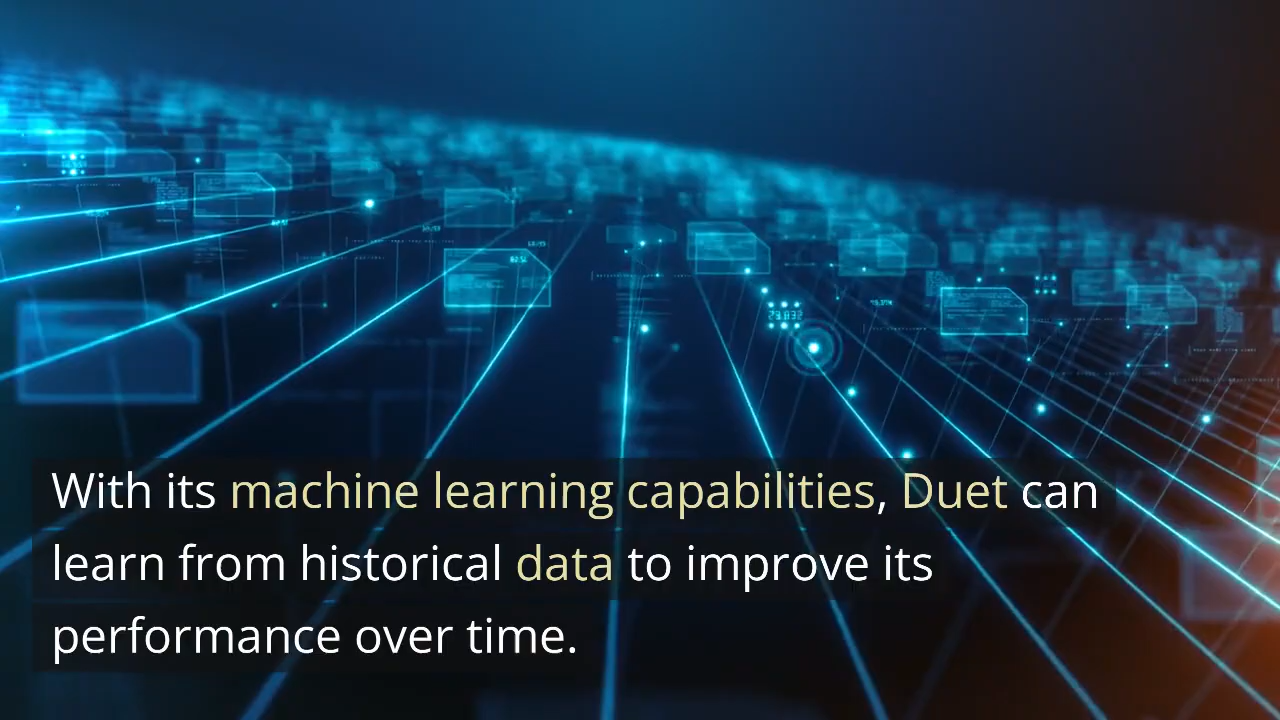 With its machine learning capabilities, Duet can
learn from historical data to improve its
performance over time.